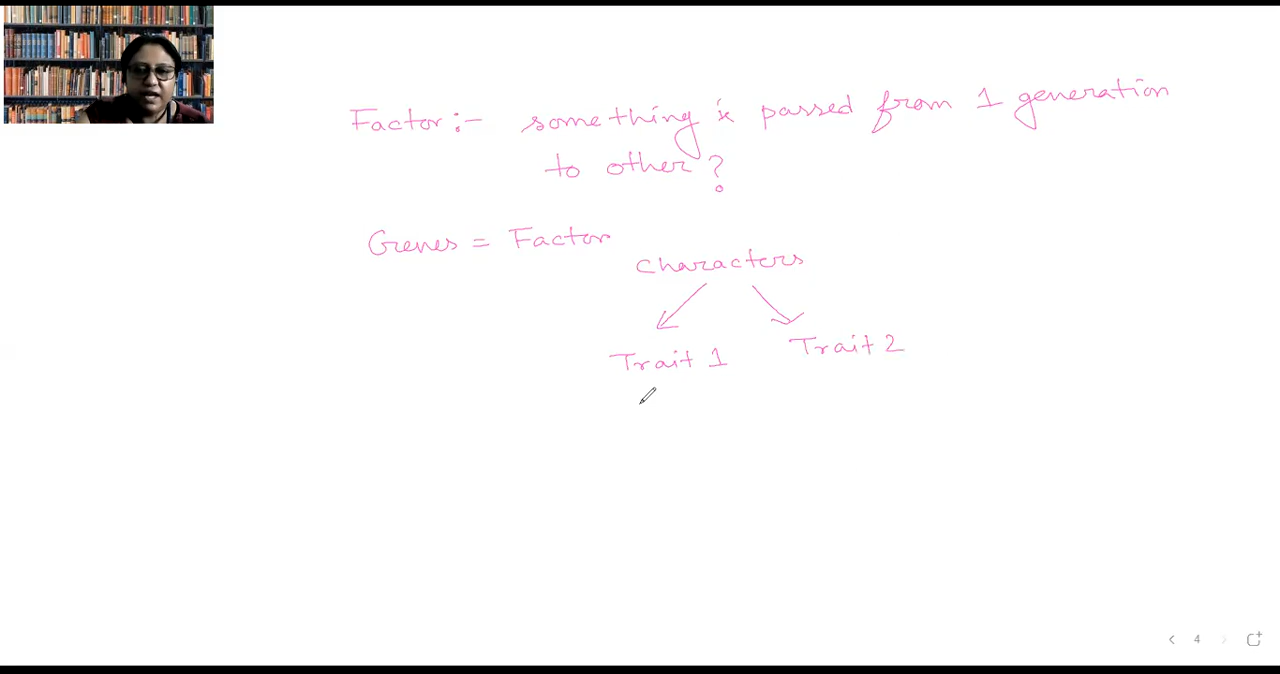 Factor:- something is passed from 1 generation
to other?
Genes = Factor
characters
Trait 1
Trait 2
< 4 >